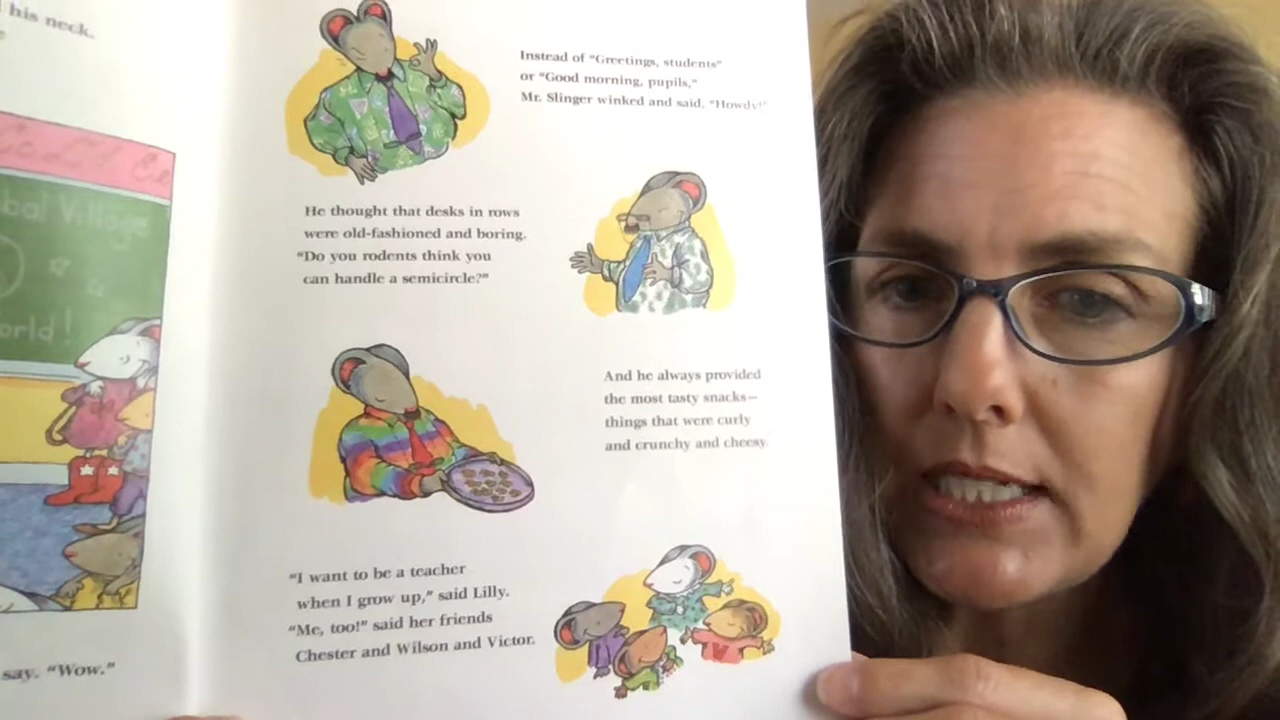 his neck.
bal Village
orld!
say. "Wow."
Instead of "Greetings, students"
or "Good morning, pupils,"
Mr. Slinger winked and said, "Howdy!"
He thought that desks in rows
were old-fashioned and boring.
"Do you rodents think you
can handle a semicircle?"
And he always provided
the most tasty snacks—
things that were curly
and crunchy and cheesy.
"I want to be a teacher
when I grow up," said Lilly.
"Me, too!" said her friends
Chester and Wilson and Victor.